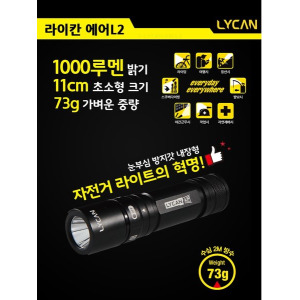 라이칸 에어L2
LYCAN
1000루멘 밝기
11cm 초소형 크기
73g 가벼운 중량
everyday
everywhere
눈부심 방지갓 내장형
자전거 라이트의 혁명!
LYCAN
수심 2M 방수
Weight
73g